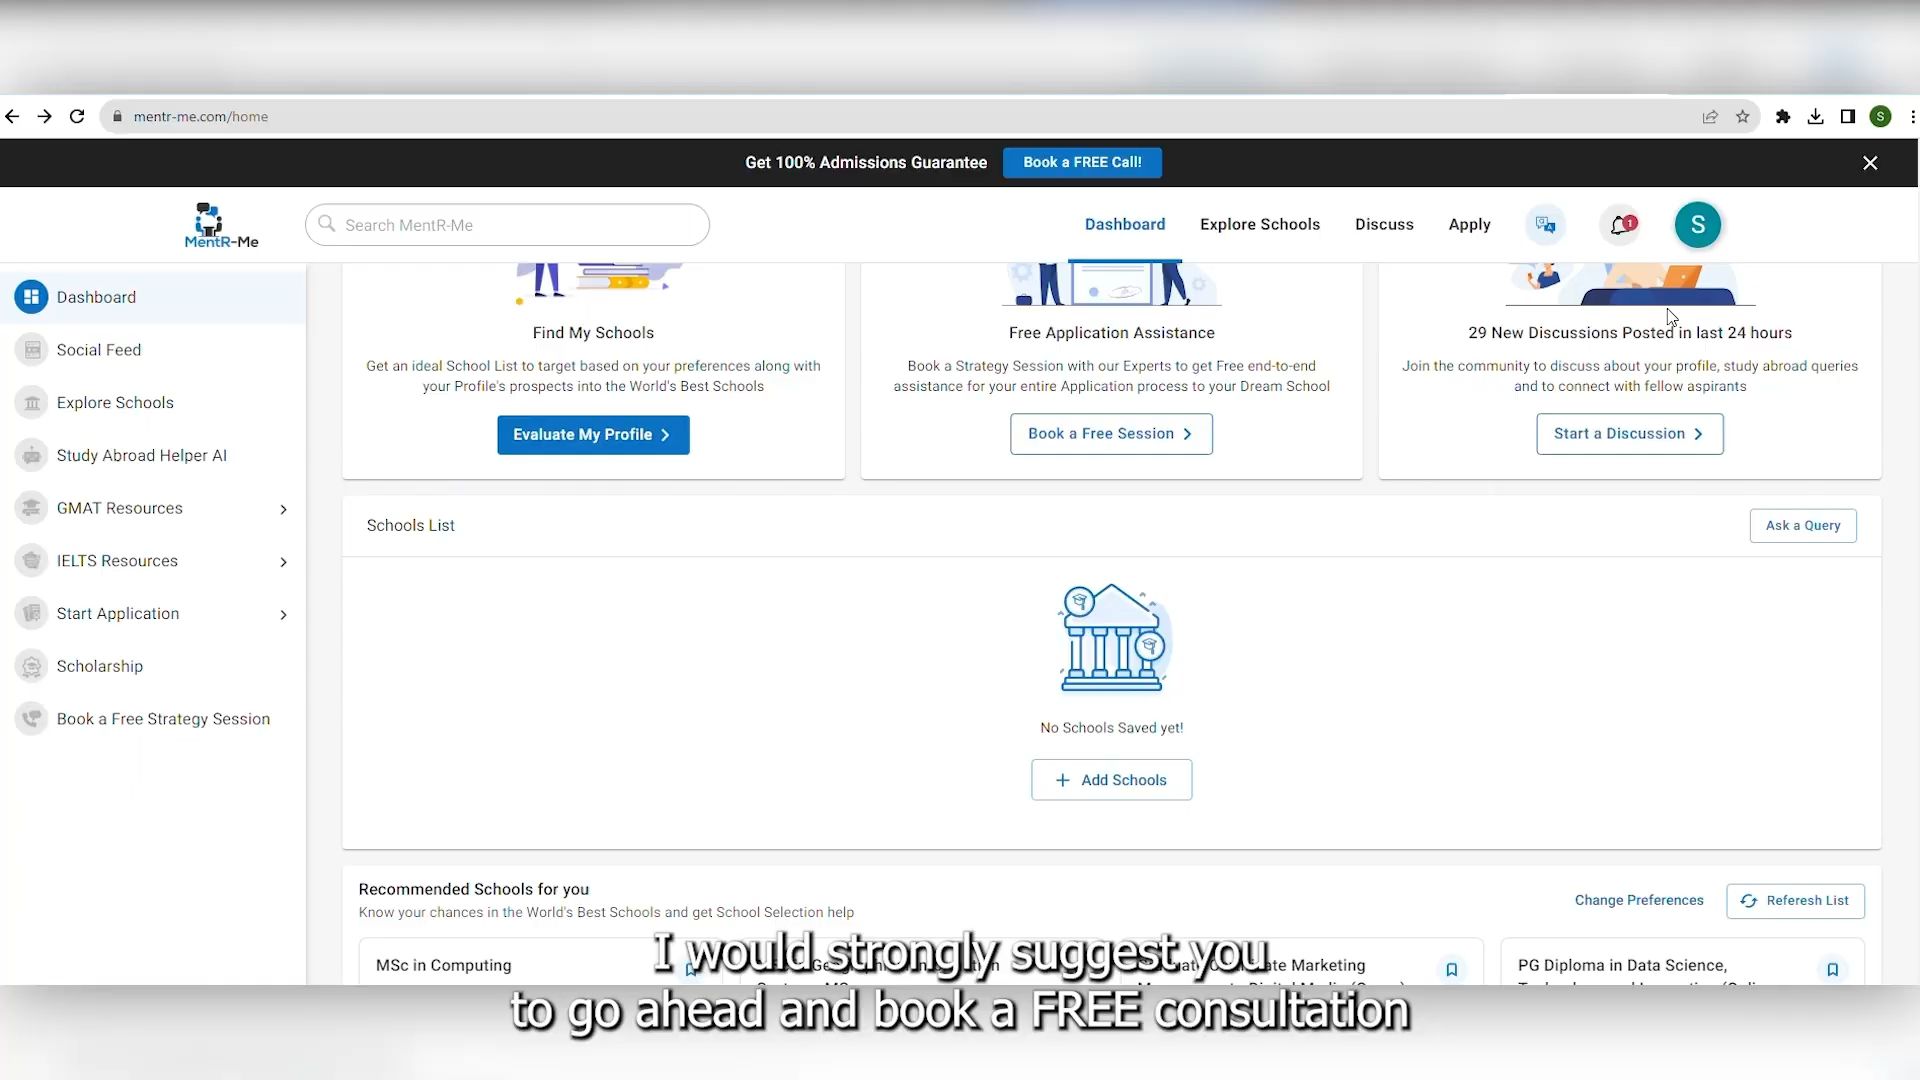 mentr-me.com/home
S
Get 100% Admissions Guarantee
Book a FREE Call!
MentR-Me
Search MentR-Me
Dashboard
Explore Schools
Discuss
Apply
1
S
Dashboard
Social Feed
Explore Schools
Study Abroad Helper AI
GMAT Resources
IELTS Resources
Start Application
Scholarship
Book a Free Strategy Session
Find My Schools
Get an ideal School List to target based on your preferences along with
your Profile's prospects into the World's Best Schools
Evaluate My Profile
Free Application Assistance
Book a Strategy Session with our Experts to get Free end-to-end
assistance for your entire Application process to your Dream School
Book a Free Session
29 New Discussions Posted in last 24 hours
Join the community to discuss about your profile, study abroad queries
and to connect with fellow aspirants
Start a Discussion
Schools List
Ask a Query
No Schools Saved yet!
+ Add Schools
Recommended Schools for you
Know your chances in the World's Best Schools and get School Selection help
Change Preferences
Referesh List
MSc in Computing
Marketing
PG Diploma in Data Science,
I would strongly suggest you
to go ahead and book a FREE consultation